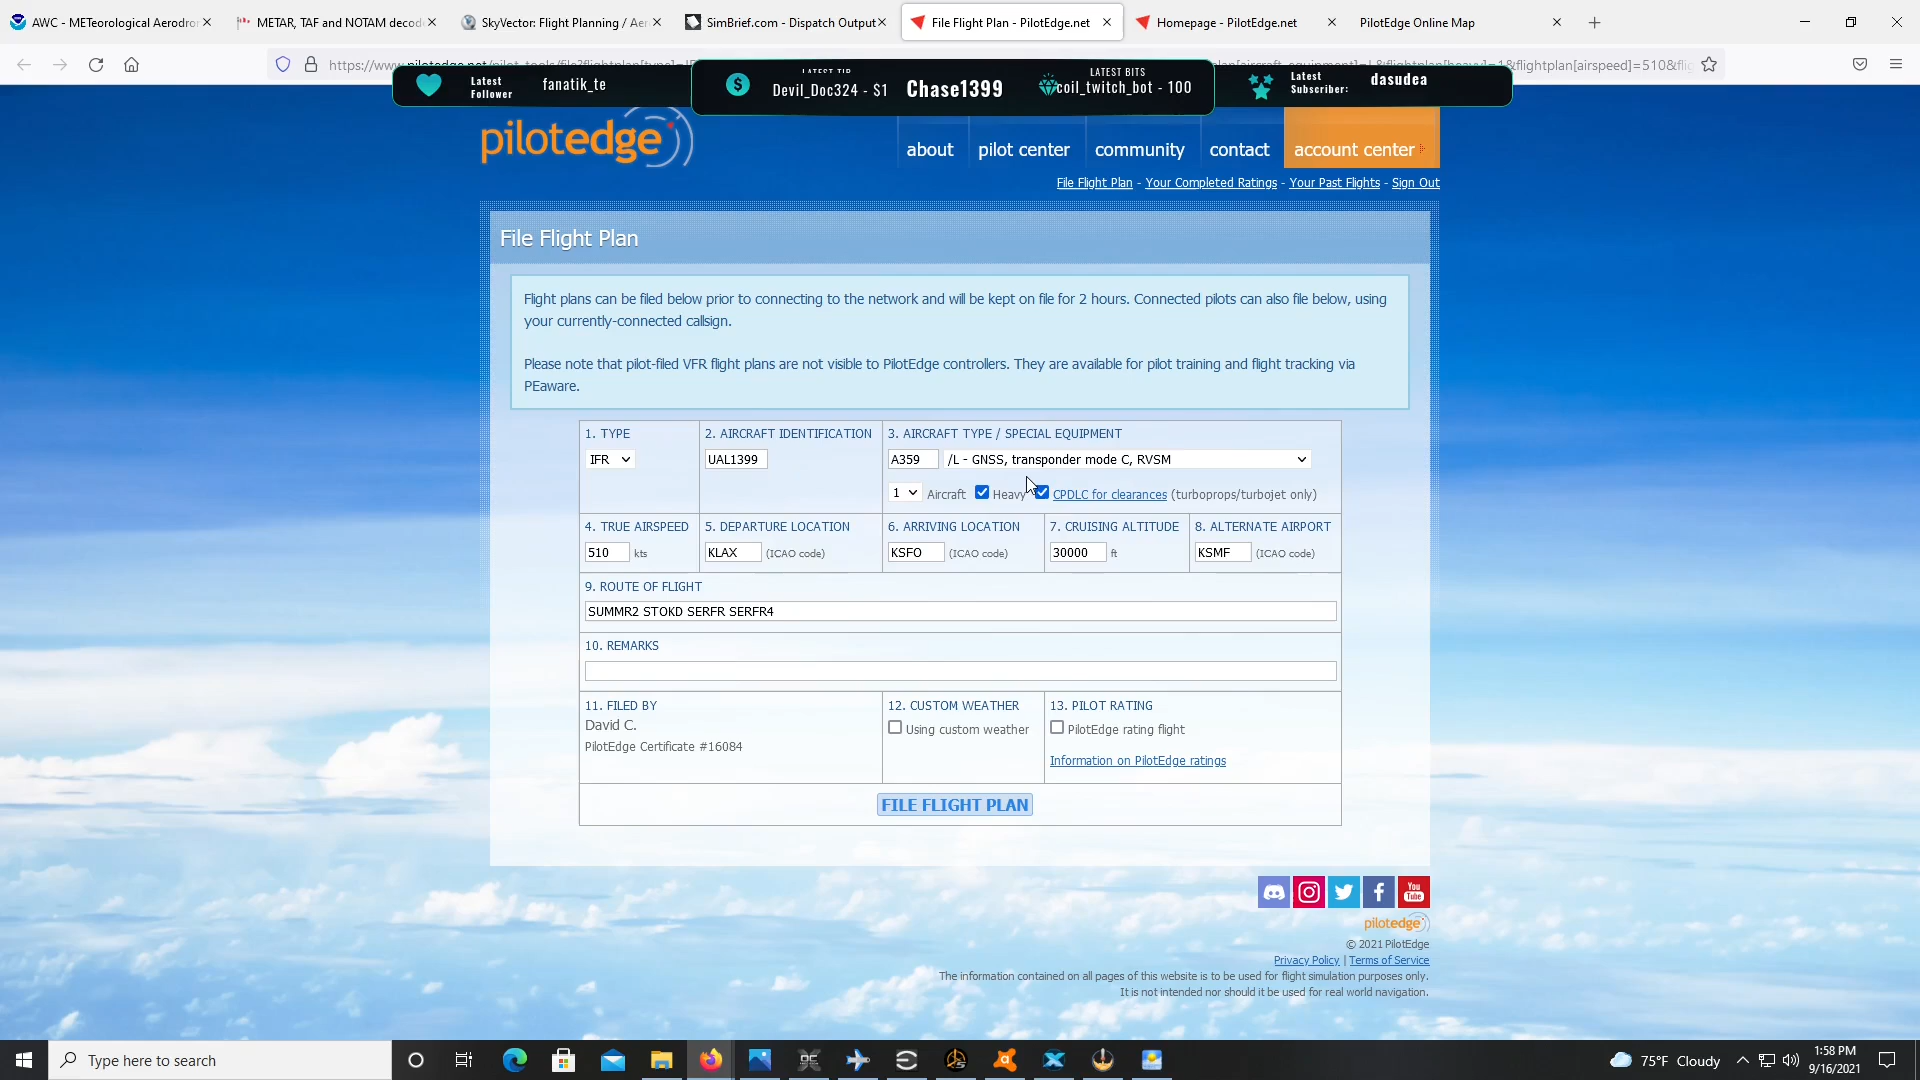 AWC - METeorological Aerodro
METAR, TAF and NOTAM decod
SkyVector: Flight Planning / Aer
SimBrief.com - Dispatch Output
File Flight Plan - PilotEdge.net
Homepage - PilotEdge.net
PilotEdge Online Map
Latest Follower
fanatik_te
LATEST TIP
Devil_Doc324 - $1
Chase1399
LATEST BITS
coil_twitch_bot - 100
Latest Subscriber:
dasudea
pilotedge
about
pilot center
community
contact
account center
File Flight Plan - Your Completed Ratings - Your Past Flights - Sign Out
File Flight Plan
Flight plans can be filed below prior to connecting to the network and will be kept on file for 2 hours. Connected pilots can also file below, using
your currently-connected callsign.
Please note that pilot-filed VFR flight plans are not visible to PilotEdge controllers. They are available for pilot training and flight tracking via
PEaware.
1. TYPE
IFR
2. AIRCRAFT IDENTIFICATION
UAL1399
3. AIRCRAFT TYPE / SPECIAL EQUIPMENT
A359 /L - GNSS, transponder mode C, RVSM
1 Aircraft Heavy CPDLC for clearances (turboprops/turbojet only)
4. TRUE AIRSPEED
510 kts
5. DEPARTURE LOCATION
KLAX (ICAO code)
6. ARRIVING LOCATION
KSFO (ICAO code)
7. CRUISING ALTITUDE
30000 ft
8. ALTERNATE AIRPORT
KSMF (ICAO code)
9. ROUTE OF FLIGHT
SUMMR2 STOKD SERFR SERFR4
10. REMARKS
11. FILED BY
David C.
PilotEdge Certificate #16084
12. CUSTOM WEATHER
Using custom weather
13. PILOT RATING
PilotEdge rating flight
Information on PilotEdge ratings
FILE FLIGHT PLAN
You Tube
pilotedge
© 2021 PilotEdge
Privacy Policy | Terms of Service
The information contained on all pages of this website is to be used for flight simulation purposes only.
It is not intended nor should it be used for real world navigation.
Type here to search
75°F Cloudy
1:58 PM
9/16/2021